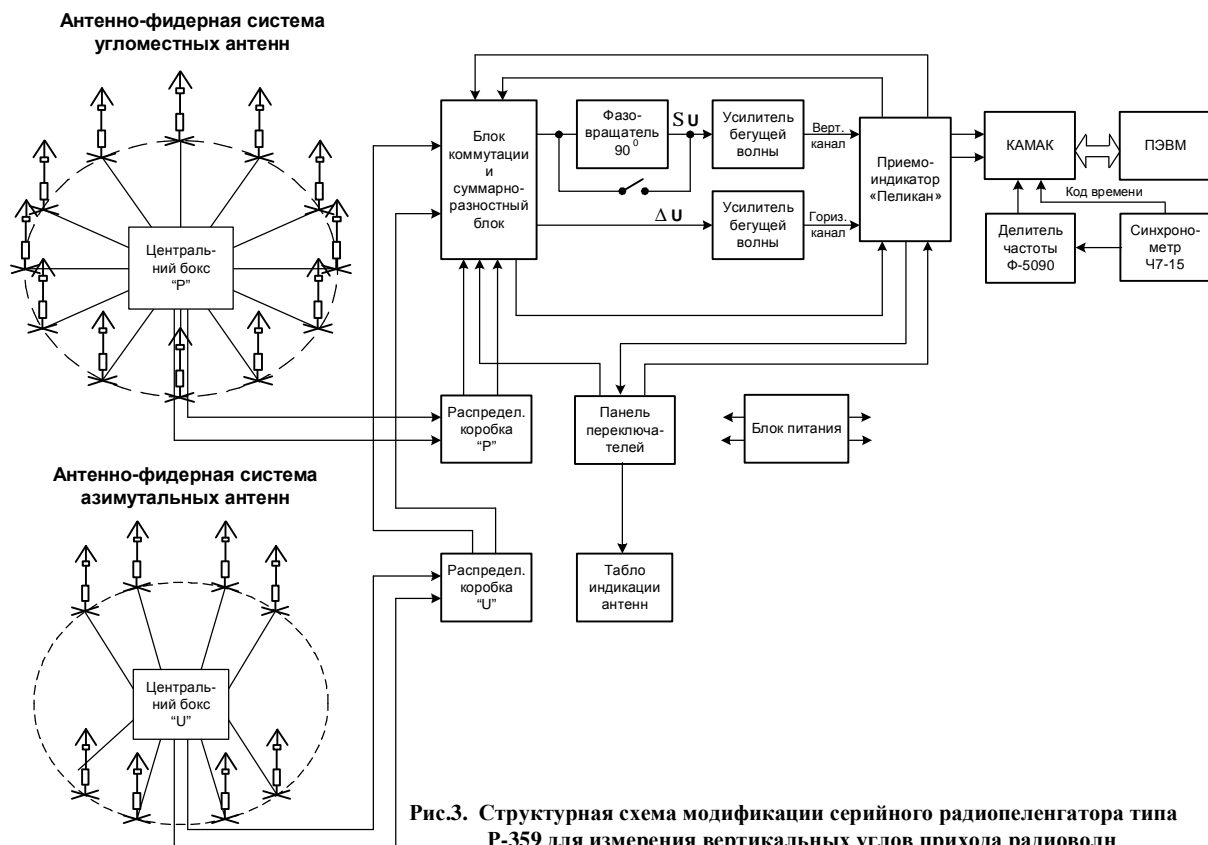 Антенно-фидерная система
угломестных антенн
Централь-
ний бокс
“Р”
Блок
коммутации
и
суммарно-
разностный
блок
Фазо-
вращатель
90⁰
S U
Усилитель
бегущей
волны
Верт.
канал
Δ U
Усилитель
бегущей
волны
Гориз.
канал
Приемо-
индикатор
«Пеликан»
КАМАК
ПЭВМ
Код времени
Делитель
частоты
Ф-5090
Синхроно-
метр
Ч7-15
Распредел.
коробка
“Р”
Панель
переключа-
телей
Блок питания
Антенно-фидерная система
азимутальных антенн
Централь-
ний бокс
“U”
Распредел.
коробка
“U”
Табло
индикации
антенн
Рис.3. Структурная схема модификации серийного радиопеленгатора типа
Р-359 для измерения вертикальных углов прихода радиоволн